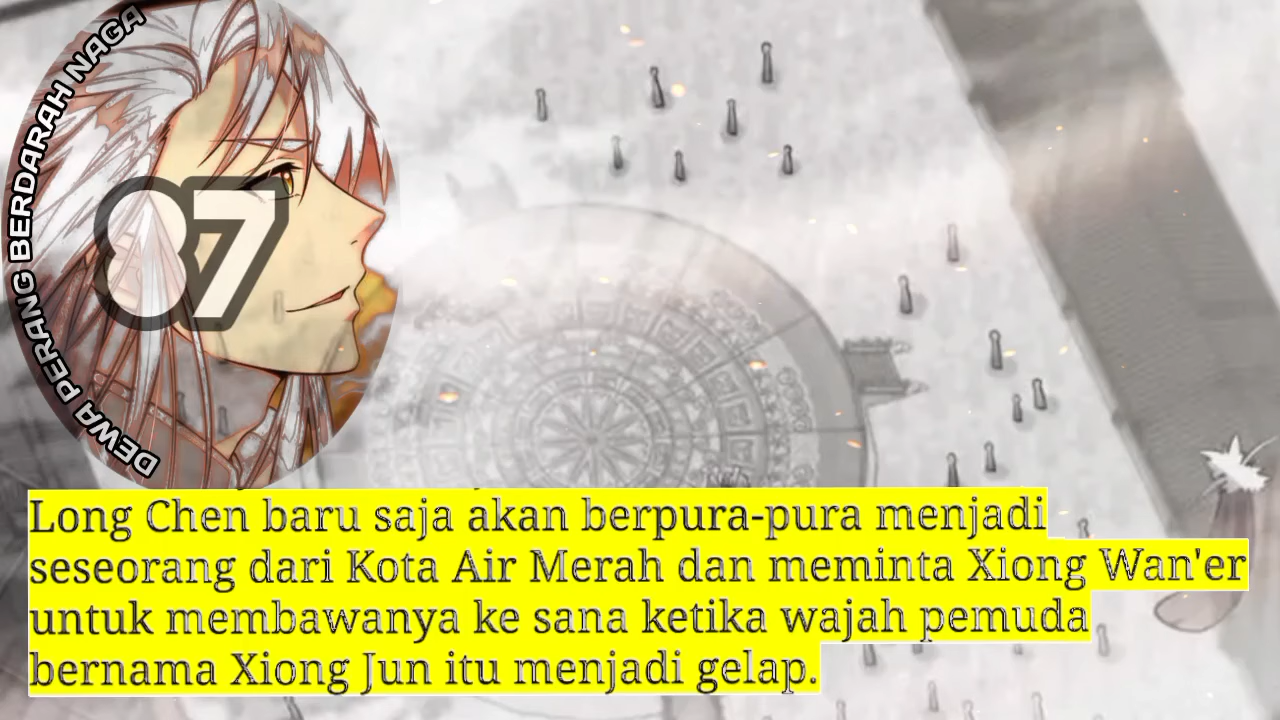 DEWA PERANG BERDARAH NAGA
87
Long Chen baru saja akan berpura-pura menjadi
seseorang dari Kota Air Merah dan meminta Xiong Wan'er
untuk membawanya ke sana ketika wajah pemuda
bernama Xiong Jun itu menjadi gelap.